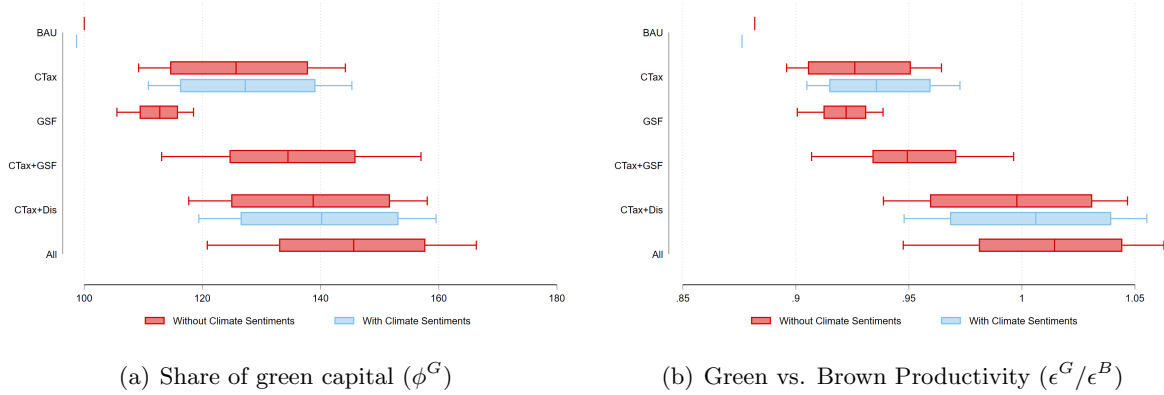 BAU
CTax
GSF
CTax+GSF
CTax+Dis
All
100 120 140 160 180
Without Climate Sentiments With Climate Sentiments
(a) Share of green capital (ϕ^G)
BAU
CTax
GSF
CTax+GSF
CTax+Dis
All
.85 .9 .95 1 1.05
Without Climate Sentiments With Climate Sentiments
(b) Green vs. Brown Productivity (ϵ^G/ϵ^B)